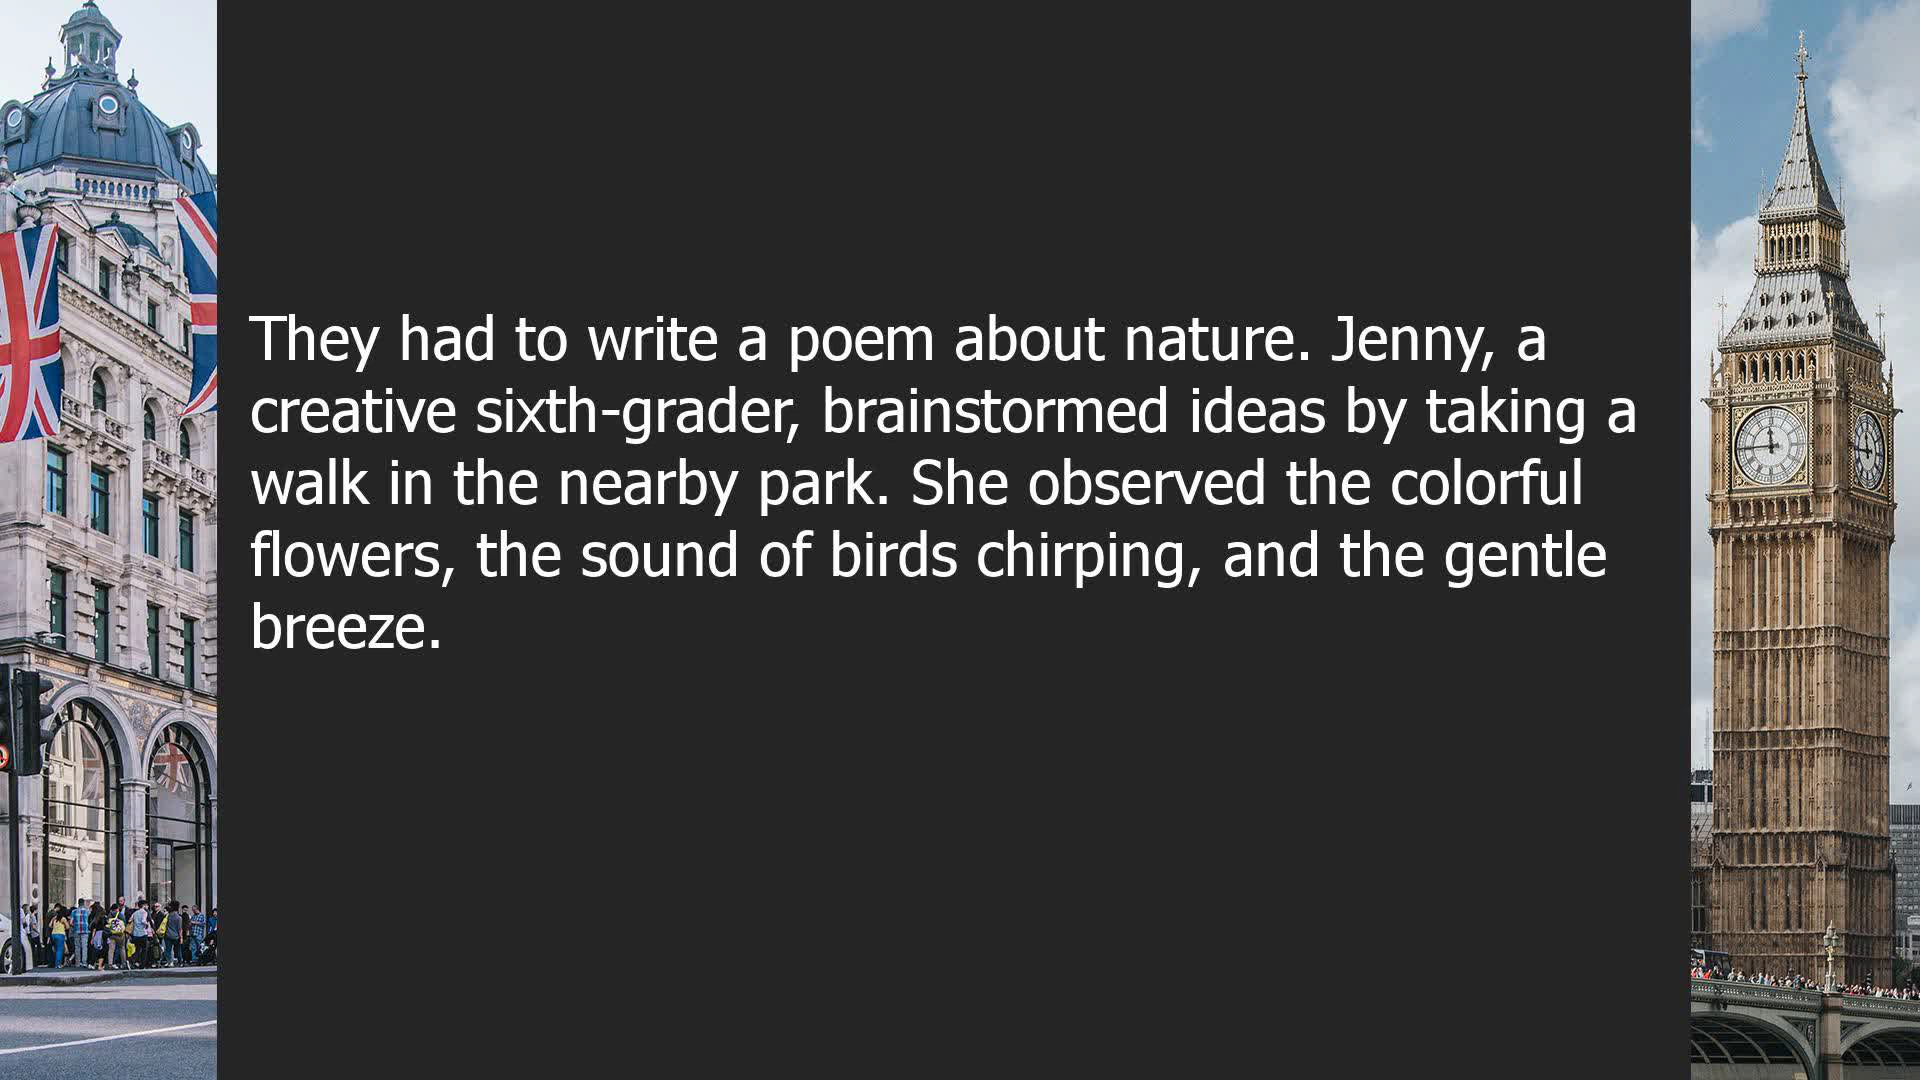 They had to write a poem about nature. Jenny, a
creative sixth-grader, brainstormed ideas by taking a
walk in the nearby park. She observed the colorful
flowers, the sound of birds chirping, and the gentle
breeze.